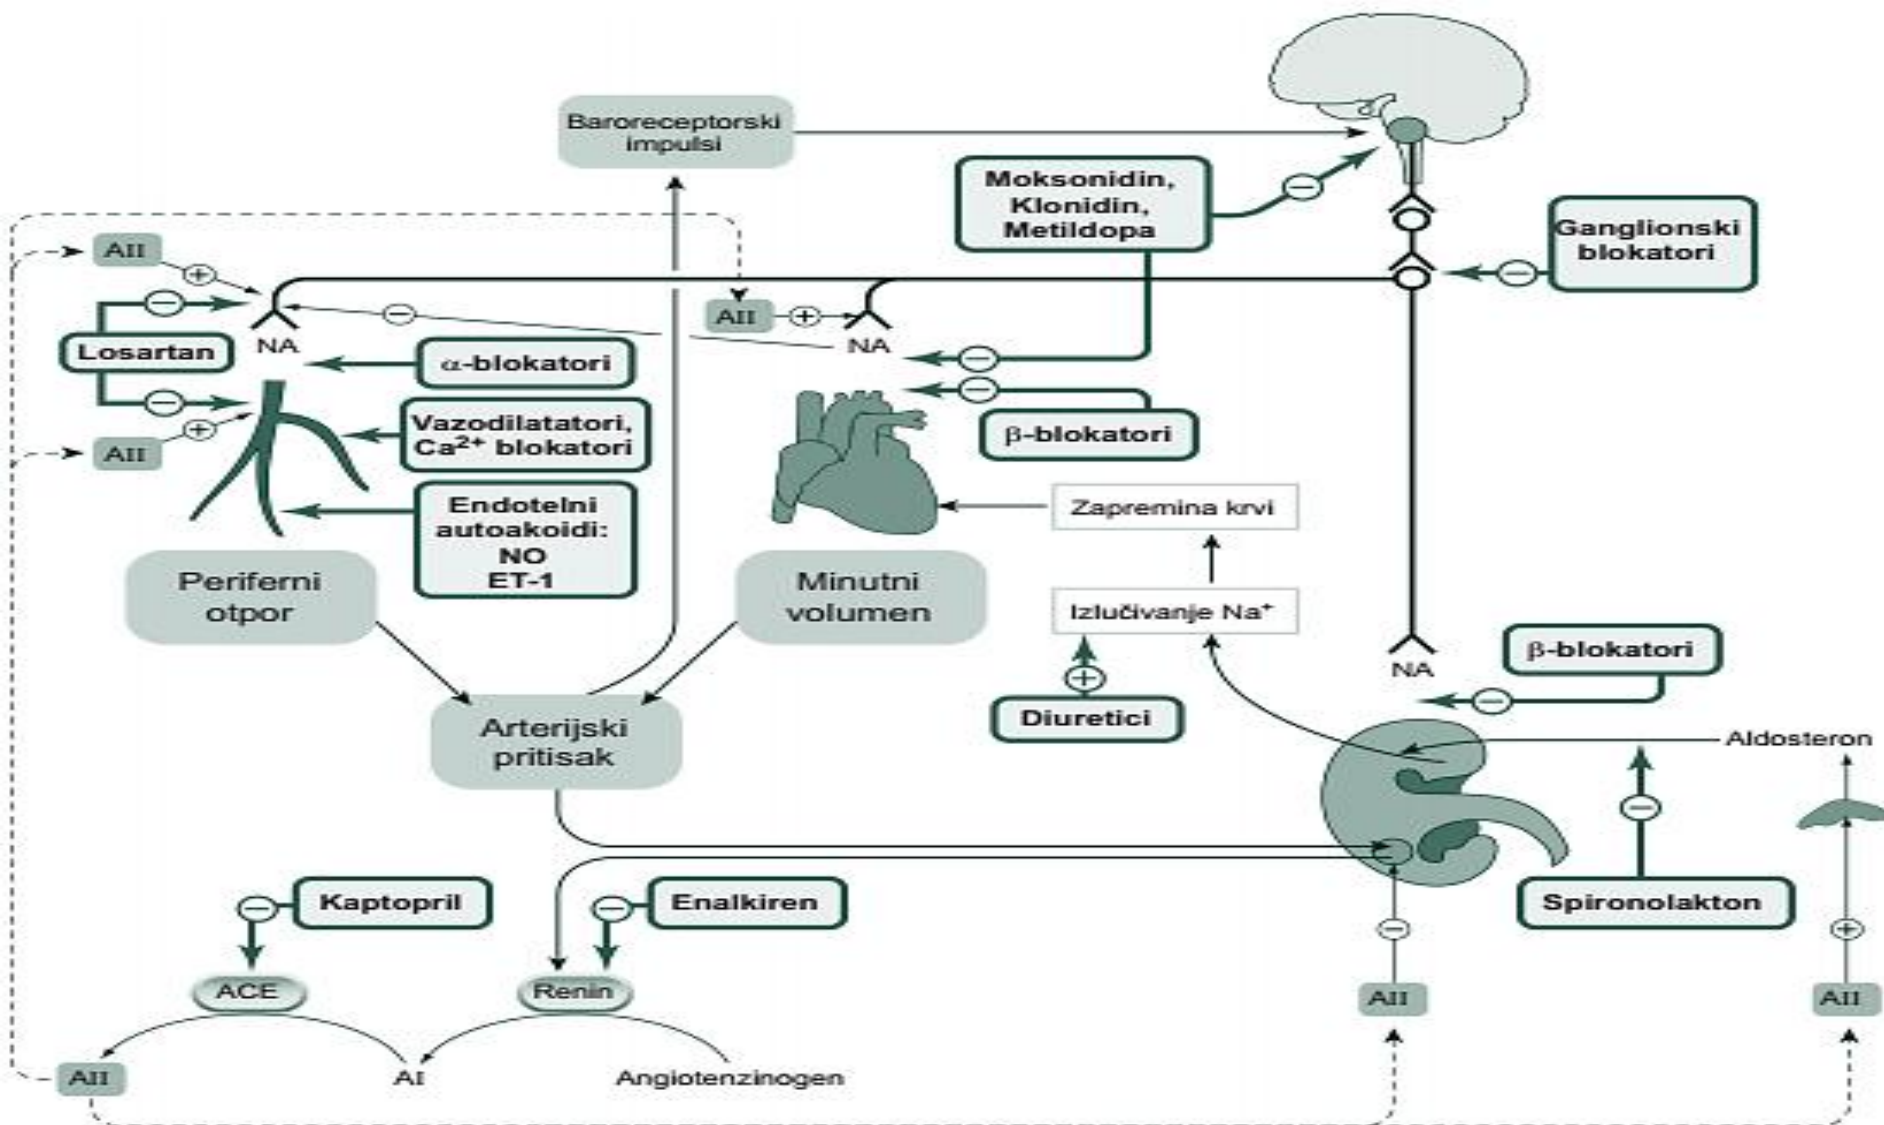 Baroreceptorski
impulsi
Moksonidin,
Klonidin,
Metildopa
Ganglionski
blokatori
AII
+
−
Losartan
NA
−
α-blokatori
−
AII
+
NA
−
−
β-blokatori
−
−
AII
+
Vazodilatatori,
Ca²⁺ blokatori
Endotelni
autoakoidi:
NO
ET-1
Zapremina krvi
Periferni
otpor
Minutni
volumen
Izlučivanje Na⁺
+
Diuretici
NA
β-blokatori
−
Arterijski
pritisak
Aldosteron
−
Spironolakton
Kaptopril
−
Enalkiren
−
ACE
Renin
−
+
AII
AII
AII
AI
Angiotenzinogen